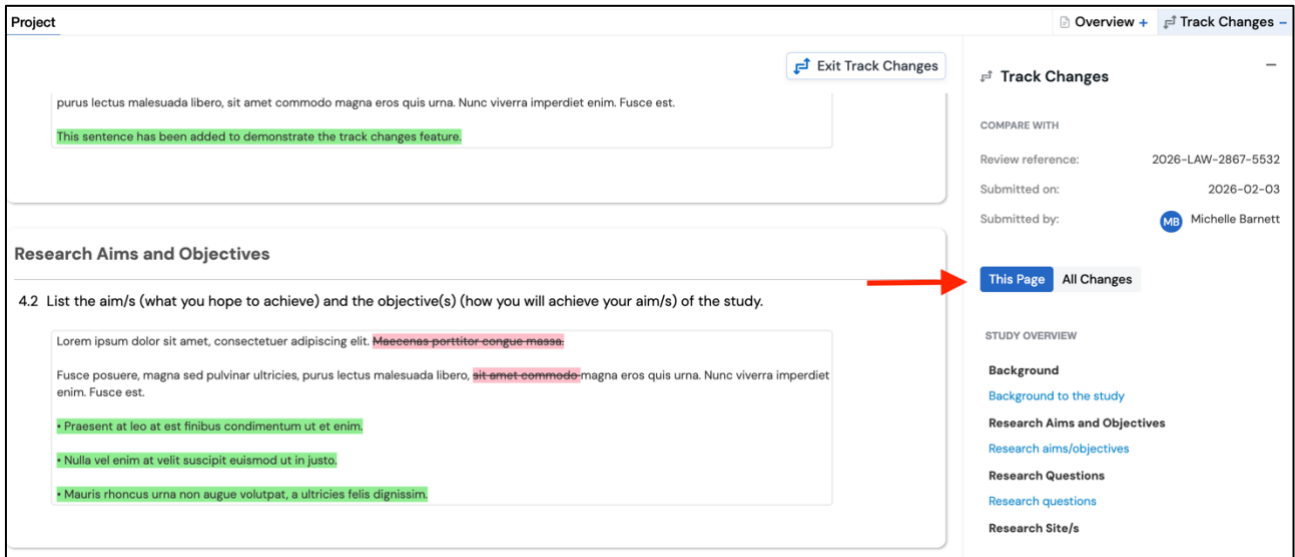 Project
Overview +
Track Changes –
Exit Track Changes
purus lectus malesuada libero, sit amet commodo magna eros quis urna. Nunc viverra imperdiet enim. Fusce est.
This sentence has been added to demonstrate the track changes feature.
Research Aims and Objectives
4.2 List the aim/s (what you hope to achieve) and the objective(s) (how you will achieve your aim/s) of the study.
Lorem ipsum dolor sit amet, consectetuer adipiscing elit. Maecenas porttitor congue massa.
Fusce posuere, magna sed pulvinar ultricies, purus lectus malesuada libero, sit amet commodo magna eros quis urna. Nunc viverra imperdiet
enim. Fusce est.
• Praesent at leo at est finibus condimentum ut et enim.
• Nulla vel enim at velit suscipit euismod ut in justo.
• Mauris rhoncus urna non augue volutpat, a ultricies felis dignissim.
Track Changes
–
COMPARE WITH
Review reference: 2026-LAW-2867-5532
Submitted on: 2026-02-03
Submitted by: MB Michelle Barnett
This Page All Changes
STUDY OVERVIEW
Background
Background to the study
Research Aims and Objectives
Research aims/objectives
Research Questions
Research questions
Research Site/s